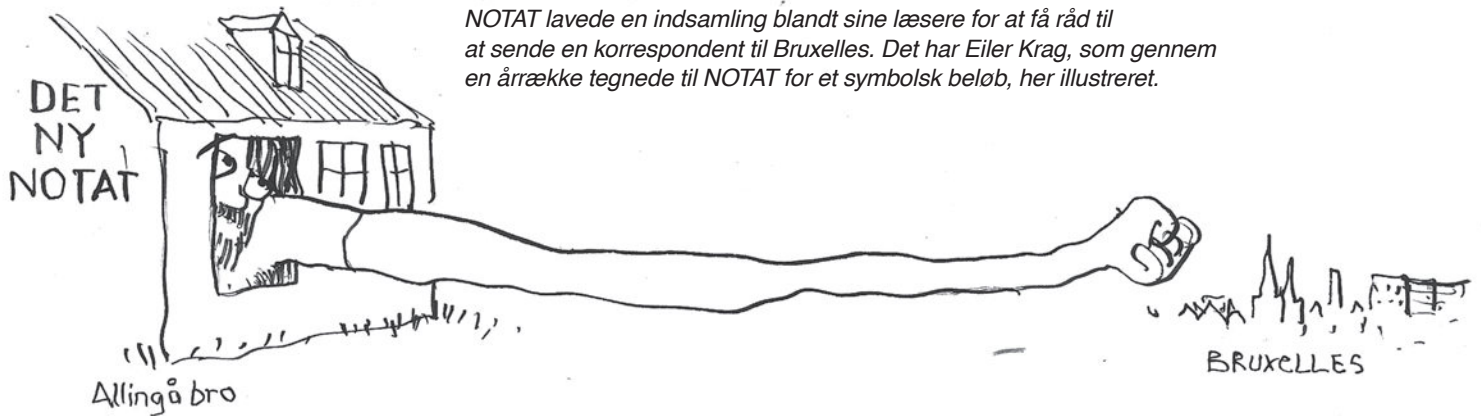 NOTAT lavede en indsamling blandt sine læsere for at få råd til
at sende en korrespondent til Bruxelles. Det har Eiler Krag, som gennem
en årrække tegnede til NOTAT for et symbolsk beløb, her illustreret.
DET
NY
NOTAT
Allingåbro
BRUXELLES